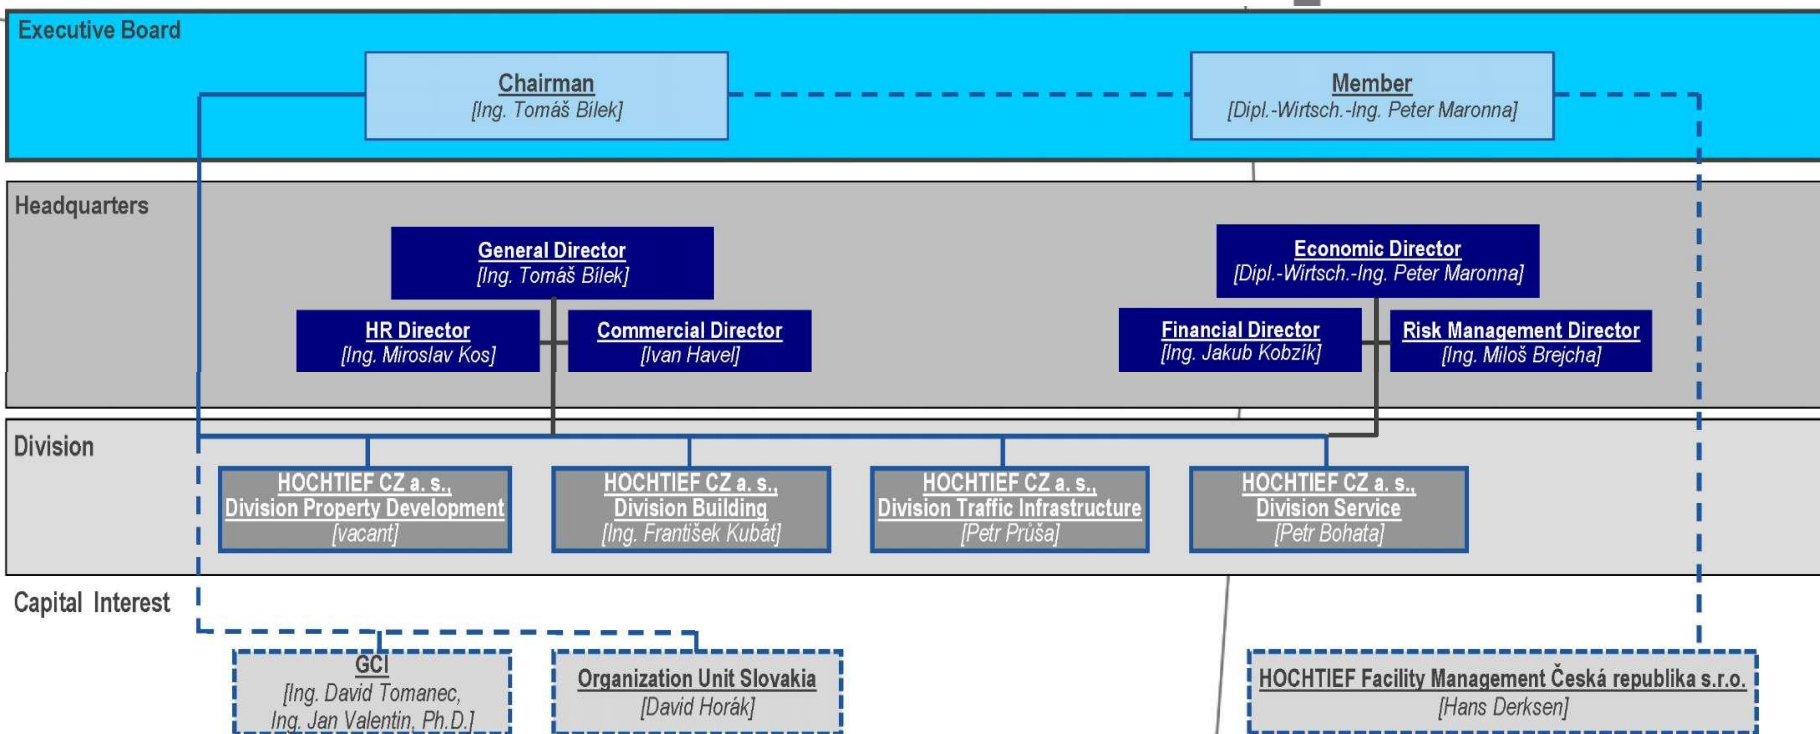 Executive Board
Chairman
[Ing. Tomáš Bílek]
Member
[Dipl.-Wirtsch.-Ing. Peter Maronna]
Headquarters
General Director
[Ing. Tomáš Bílek]
Economic Director
[Dipl.-Wirtsch.-Ing. Peter Maronna]
HR Director
[Ing. Miroslav Kos]
Commercial Director
[Ivan Havel]
Financial Director
[Ing. Jakub Kobzík]
Risk Management Director
[Ing. Miloš Brejcha]
Division
HOCHTIEF CZ a. s.,
Division Property Development
[vacant]
HOCHTIEF CZ a. s.,
Division Building
[Ing. František Kubát]
HOCHTIEF CZ a. s.,
Division Traffic Infrastructure
[Petr Průša]
HOCHTIEF CZ a. s.,
Division Service
[Petr Bohata]
Capital Interest
GCI
[Ing. David Tomanec,
Ing. Jan Valentin, Ph.D.]
Organization Unit Slovakia
[David Horák]
HOCHTIEF Facility Management Česká republika s.r.o.
[Hans Derksen]